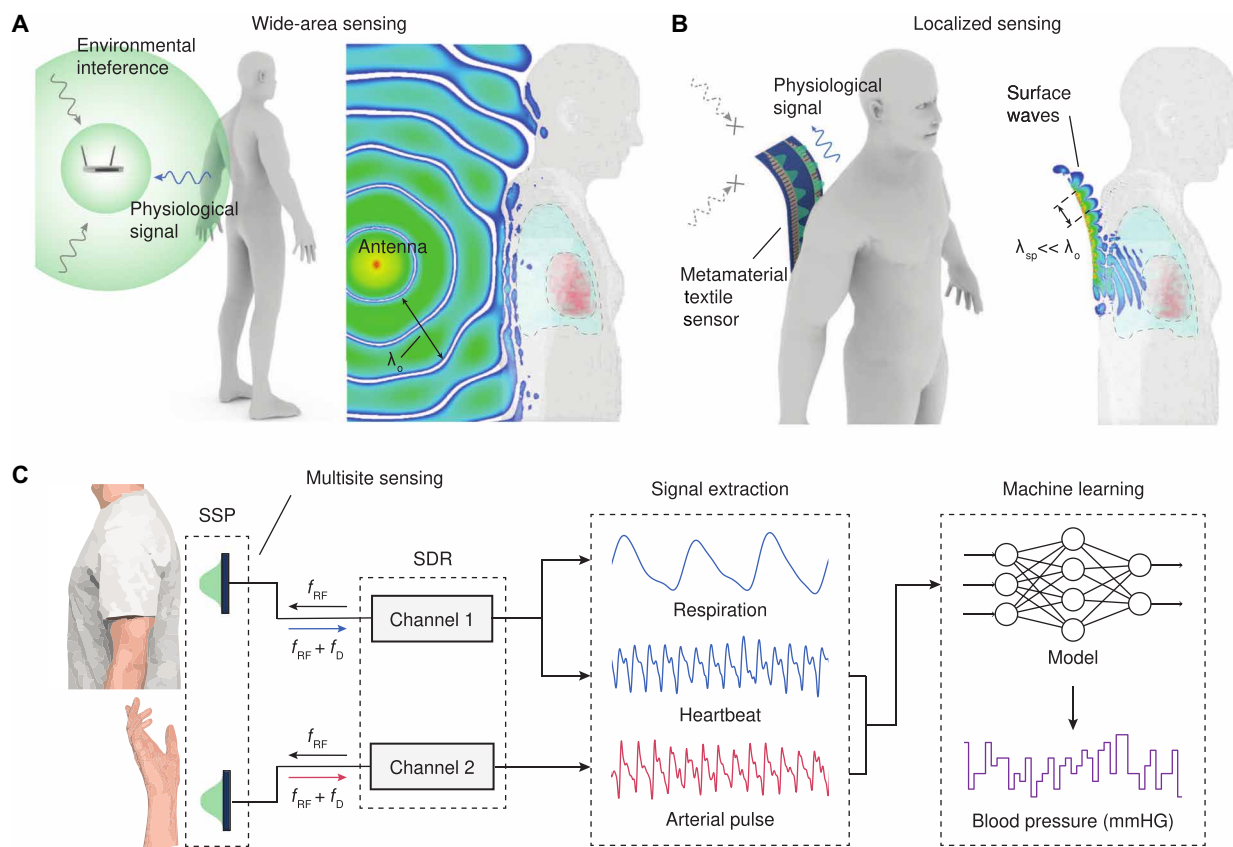 A
Wide-area sensing
Environmental
inteference
Physiological
signal
Antenna
λo
B
Localized sensing
Physiological
signal
Metamaterial
textile
sensor
Surface
waves
λsp<< λo
C
Multisite sensing
SSP
SDR
fRF
Channel 1
fRF + fD
fRF
Channel 2
fRF + fD
Signal extraction
Respiration
Heartbeat
Arterial pulse
Machine learning
Model
Blood pressure (mmHG)